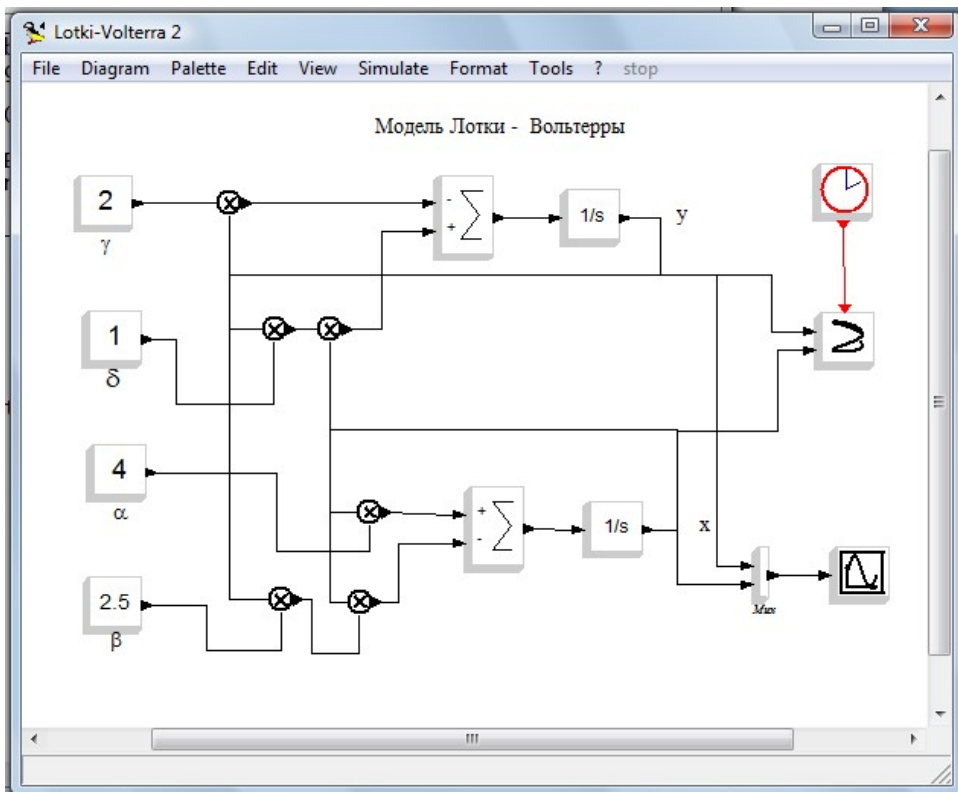 Lotki-Volterra 2
File Diagram Palette Edit View Simulate Format Tools ? stop
Модель Лотки - Вольтерры
2
γ
-
+
1/s
y
1
δ
4
α
+
-
1/s
x
2.5
β
Mux